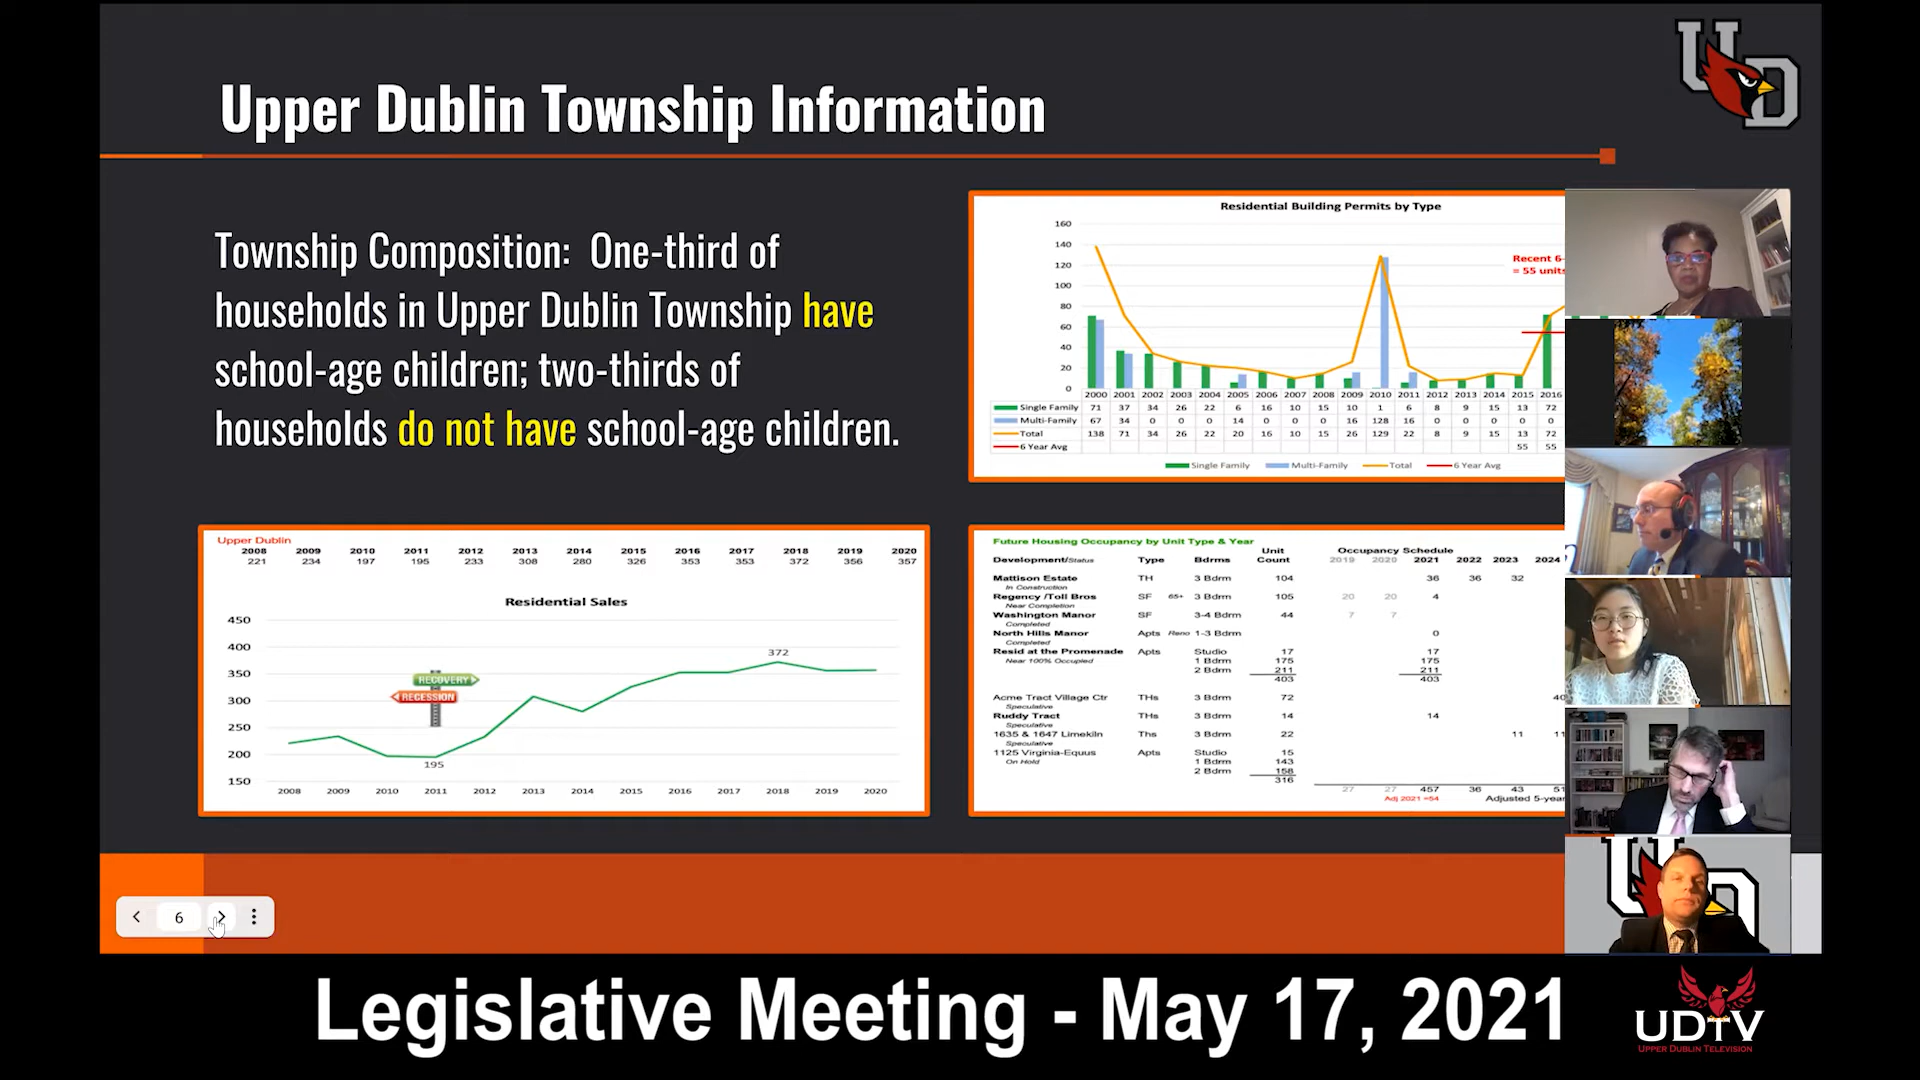 Upper Dublin Township Information
UD
Township Composition: One-third of
households in Upper Dublin Township have
school-age children; two-thirds of
households do not have school-age children.
Residential Building Permits by Type
160
140
120
100
80
60
40
20
0
Recent 6-
= 55 units
2000 2001 2002 2003 2004 2005 2006 2007 2008 2009 2010 2011 2012 2013 2014 2015 2016
Single Family 71 37 34 26 22 6 16 10 15 10 1 6 8 9 15 13 72
Multi-Family 67 34 0 0 0 14 0 0 0 16 128 16 0 0 0 0 0
Total 138 71 34 26 22 20 16 10 15 26 129 22 8 9 15 13 72
6 Year Avg 55 55
Single Family Multi-Family Total 6 Year Avg
Upper Dublin
2008 2009 2010 2011 2012 2013 2014 2015 2016 2017 2018 2019 2020
221 234 197 195 233 308 280 326 353 353 372 356 357
Residential Sales
450
400
350
300
250
200
150
372
RECOVERY
RECESSION
195
2008 2009 2010 2011 2012 2013 2014 2015 2016 2017 2018 2019 2020
Future Housing Occupancy by Unit Type & Year
Unit Occupancy Schedule
Development/Status Type Bdrms Count 2019 2020 2021 2022 2023 2024
Mattison Estate TH 3 Bdrm 104 36 36 32
In Construction
Regency /Toll Bros SF 65+ 3 Bdrm 105 20 20 4
Near Completion
Washington Manor SF 3-4 Bdrm 44 7 7
Completed
North Hills Manor Apts Reno 1-3 Bdrm 0
Completed
Resid at the Promenade Apts Studio 17 17
Near 100% Occupied 1 Bdrm 175 175
2 Bdrm 211 211
403 403
Acme Tract Village Ctr THs 3 Bdrm 72 40
Speculative
Ruddy Tract THs 3 Bdrm 14 14
Speculative
1635 & 1647 Limekiln Ths 3 Bdrm 22 11 11
Speculative
1125 Virginia-Equus Apts Studio 15
On Hold 1 Bdrm 143
2 Bdrm 158
316
27 27 457 36 43 51
Adj 2021 =54 Adjusted 5-year
6
UD
Legislative Meeting - May 17, 2021
UDTV
UPPER DUBLIN TELEVISION